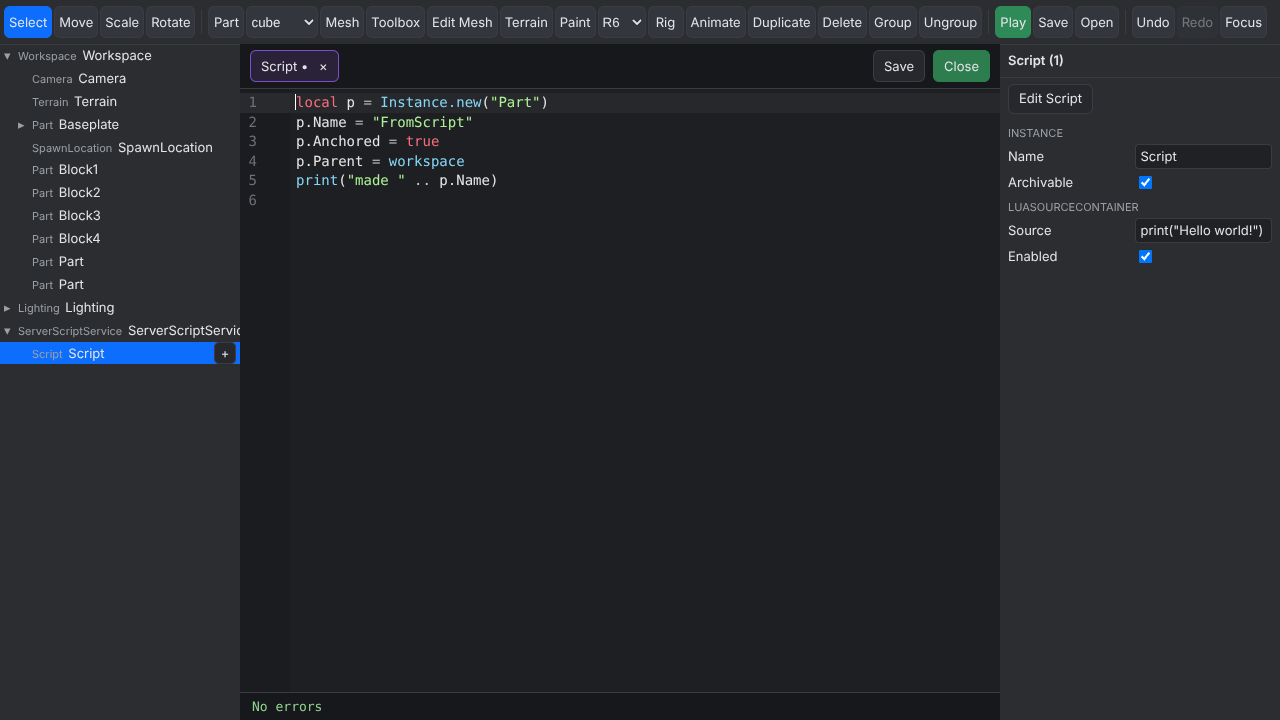 Select Move Scale Rotate Part cube Mesh Toolbox Edit Mesh Terrain Paint R6 Rig Animate Duplicate Delete Group Ungroup Play Save Open Undo Redo Focus
Workspace Workspace
Camera Camera
Terrain Terrain
Part Baseplate
SpawnLocation SpawnLocation
Part Block1
Part Block2
Part Block3
Part Block4
Part Part
Part Part
Lighting Lighting
ServerScriptService ServerScriptServic
Script Script +
Script • × Save Close
1 local p = Instance.new("Part")
2 p.Name = "FromScript"
3 p.Anchored = true
4 p.Parent = workspace
5 print("made " .. p.Name)
6
No errors
Script (1)
Edit Script
INSTANCE
Name Script
Archivable
LUASOURCECONTAINER
Source print("Hello world!")
Enabled